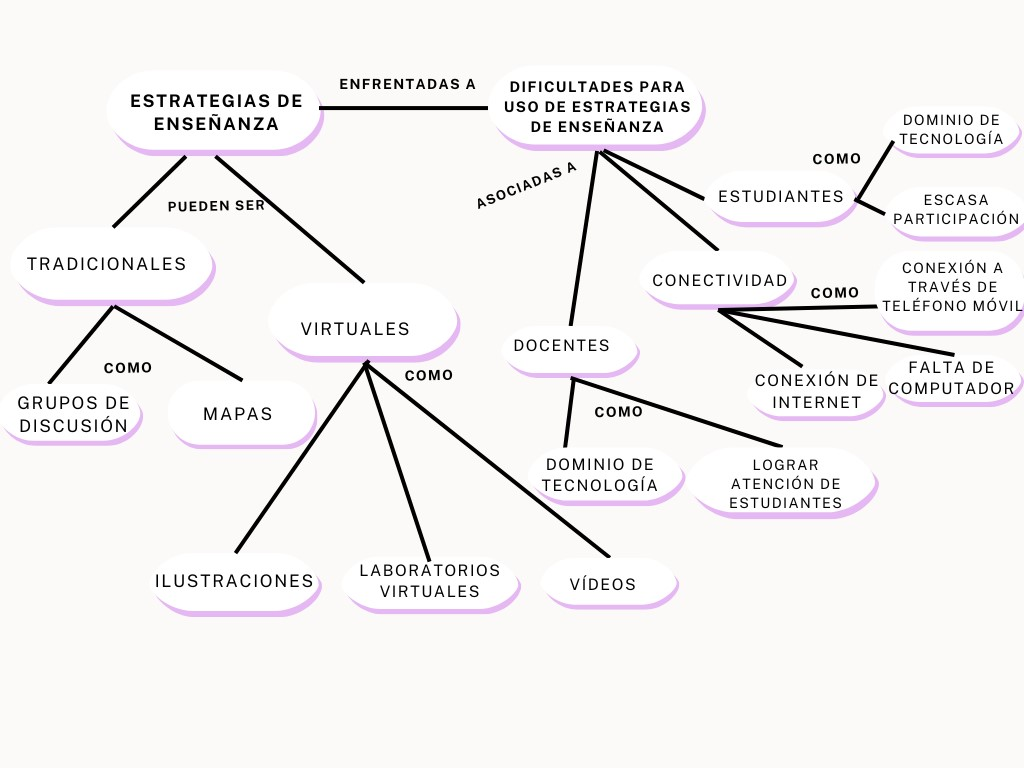 ESTRATEGIAS DE
ENSEÑANZA
ENFRENTADAS A
DIFICULTADES PARA
USO DE ESTRATEGIAS
DE ENSEÑANZA
PUEDEN SER
ASOCIADAS A
TRADICIONALES
VIRTUALES
COMO
GRUPOS DE
DISCUSIÓN
MAPAS
COMO
ILUSTRACIONES
LABORATORIOS
VIRTUALES
VÍDEOS
DOCENTES
COMO
DOMINIO DE
TECNOLOGÍA
LOGRAR
ATENCIÓN DE
ESTUDIANTES
CONECTIVIDAD
COMO
CONEXIÓN DE
INTERNET
FALTA DE
COMPUTADOR
CONEXIÓN A
TRAVÉS DE
TELÉFONO MÓVIL
ESTUDIANTES
COMO
DOMINIO DE
TECNOLOGÍA
ESCASA
PARTICIPACIÓN